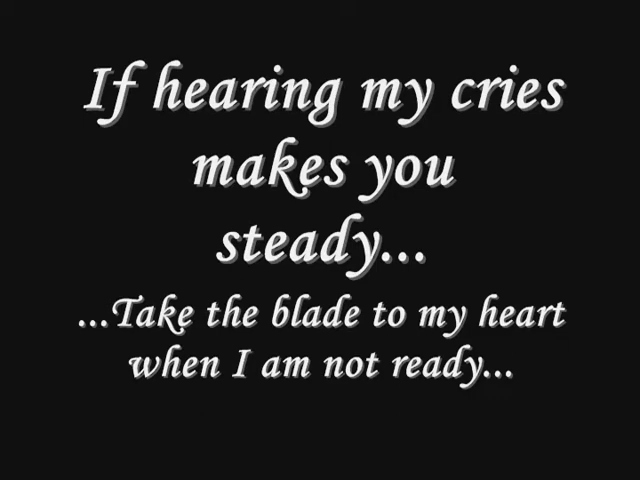 If hearing my cries
makes you
steady...
...Take the blade to my heart
when I am not ready...